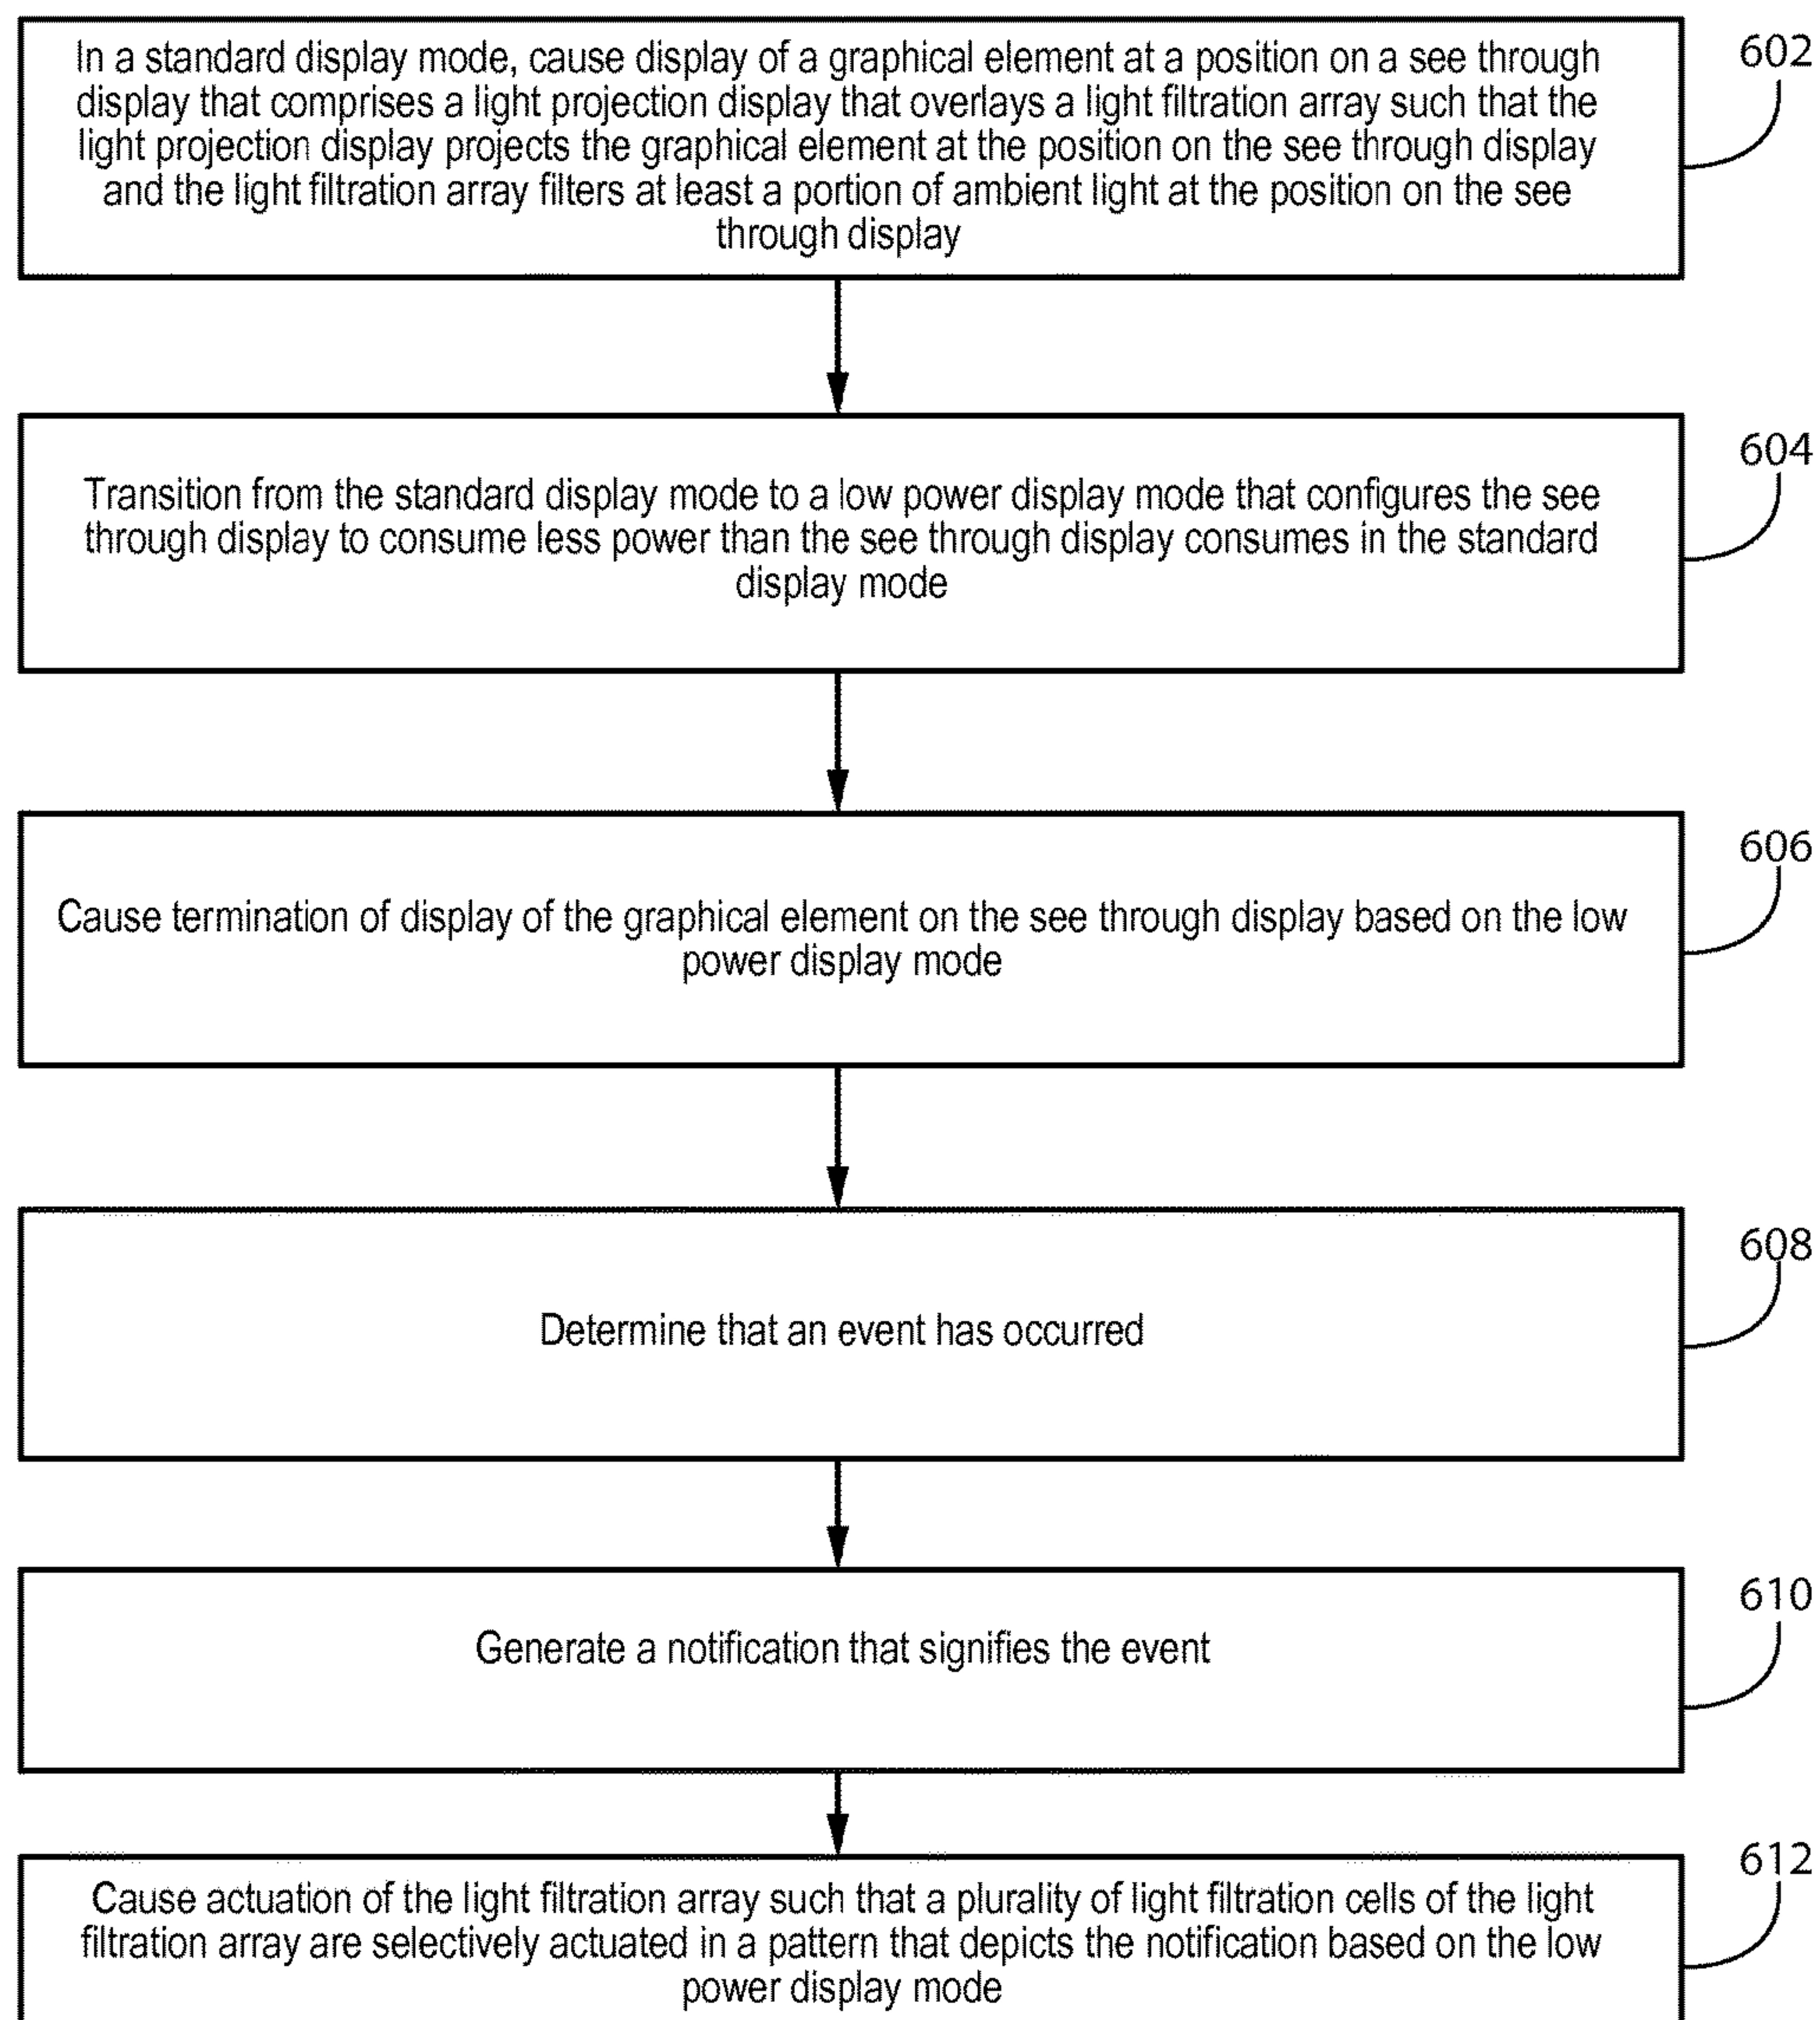 In a standard display mode, cause display of a graphical element at a position on a see through
display that comprises a light projection display that overlays a light filtration array such that the
light projection display projects the graphical element at the position on the see through display
and the light filtration array filters at least a portion of ambient light at the position on the see
through display
602
Transition from the standard display mode to a low power display mode that configures the see
through display to consume less power than the see through display consumes in the standard
display mode
604
Cause termination of display of the graphical element on the see through display based on the low
power display mode
606
Determine that an event has occurred
608
Generate a notification that signifies the event
610
Cause actuation of the light filtration array such that a plurality of light filtration cells of the light
filtration array are selectively actuated in a pattern that depicts the notification based on the low
power display mode
612